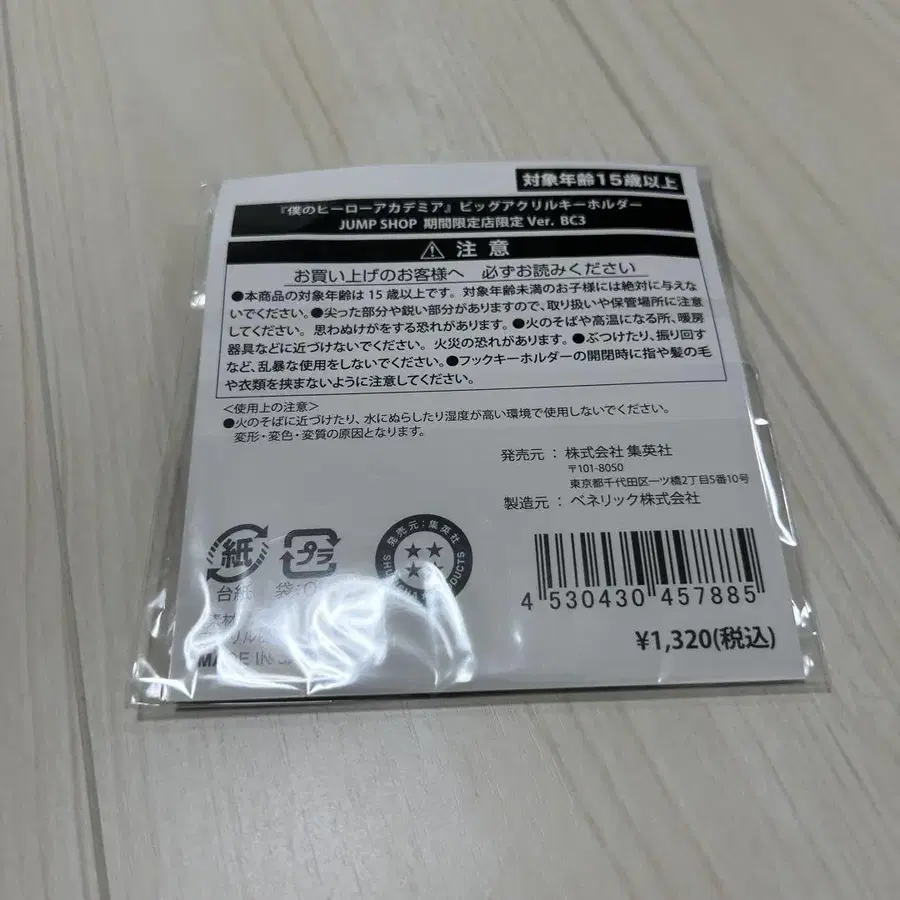 対象年齢15歳以上
『僕のヒーローアカデミア』ビッグアクリルキーホルダー
JUMP SHOP 期間限定店限定 Ver. BC3
⚠ 注意
お買い上げのお客様へ 必ずお読みください
●本商品の対象年齢は15歳以上です。対象年齢未満のお子様には絶対に与えな
いでください。●尖った部分や鋭い部分がありますので、取り扱いや保管場所に注意
してください。思わぬけがをする恐れがあります。●火のそばや高温になる所、暖房
器具などに近づけないでください。火災の恐れがあります。●ぶつけたり、振り回す
など、乱暴な使用をしないでください。●フックキーホルダーの開閉時に指や髪の毛
や衣類を挟まないように注意してください。
<使用上の注意>
●火のそばに近づけたり、水にぬらしたり湿度が高い環境で使用しないでください。
変形・変色・変質の原因となります。
発売元：株式会社 集英社
〒101-8050
東京都千代田区一ツ橋2丁目5番10号
製造元：ベネリック株式会社
紙
台紙
プラ
袋:
発売元:集英社
4 530430 457885
¥1,320(税込)
素材
MADE IN